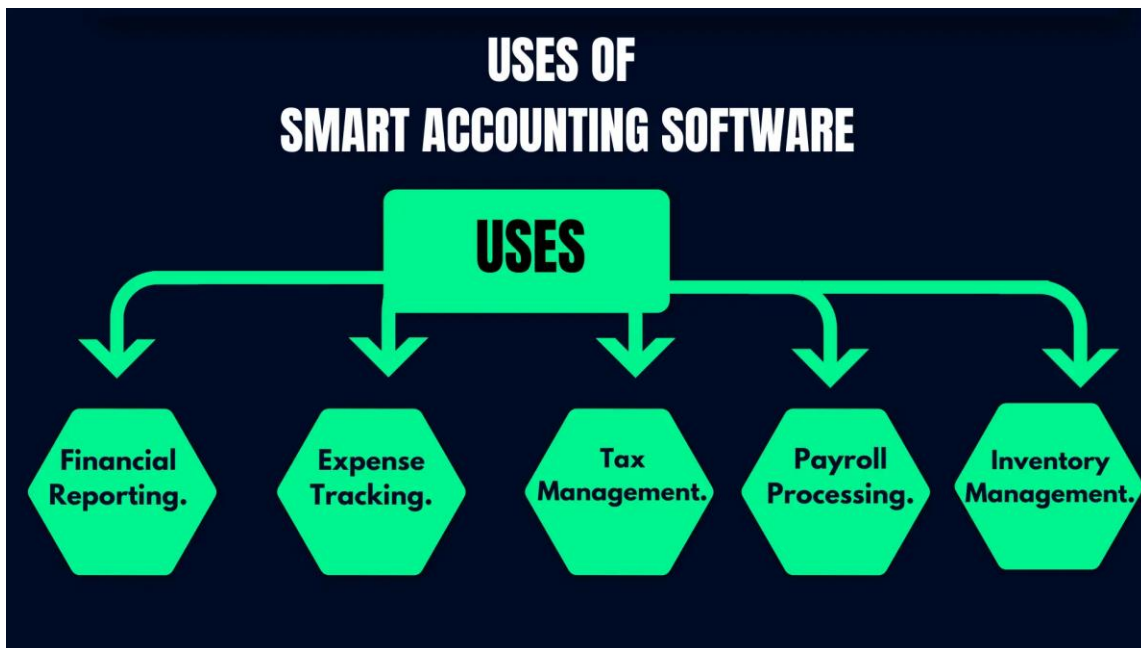 USES OF
SMART ACCOUNTING SOFTWARE
USES
Financial
Reporting.
Expense
Tracking.
Tax
Management.
Payroll
Processing.
Inventory
Management.